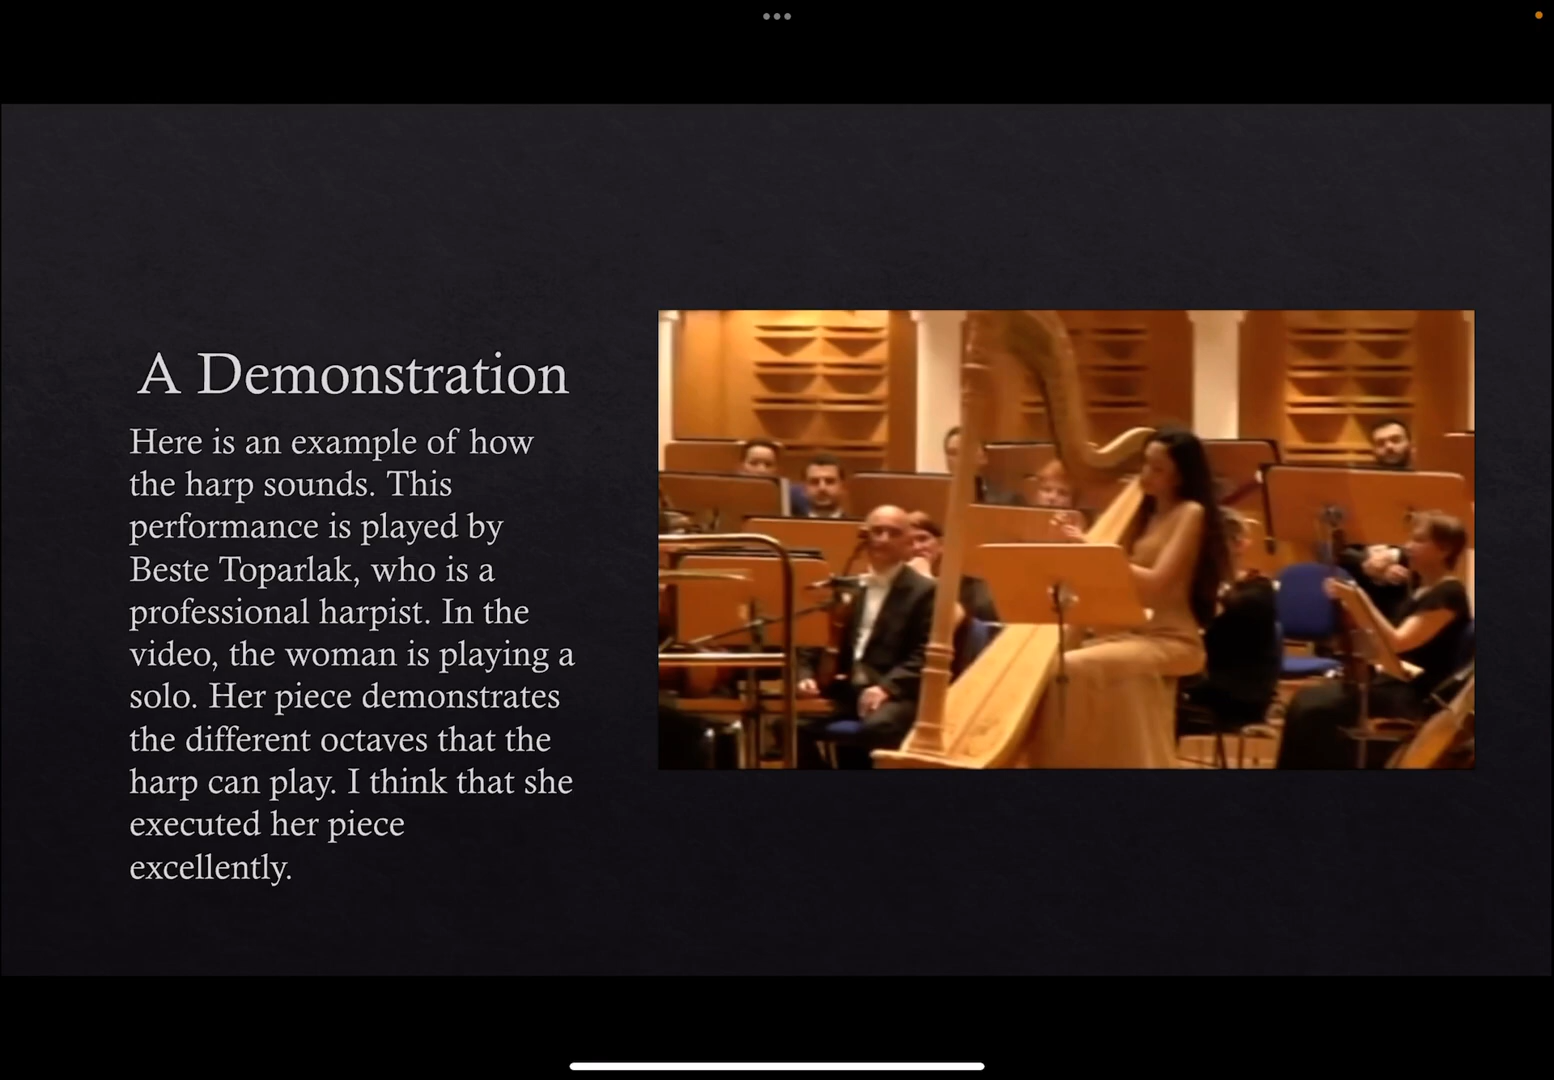 A Demonstration
Here is an example of how
the harp sounds. This
performance is played by
Beste Toparlak, who is a
professional harpist. In the
video, the woman is playing a
solo. Her piece demonstrates
the different octaves that the
harp can play. I think that she
executed her piece
excellently.